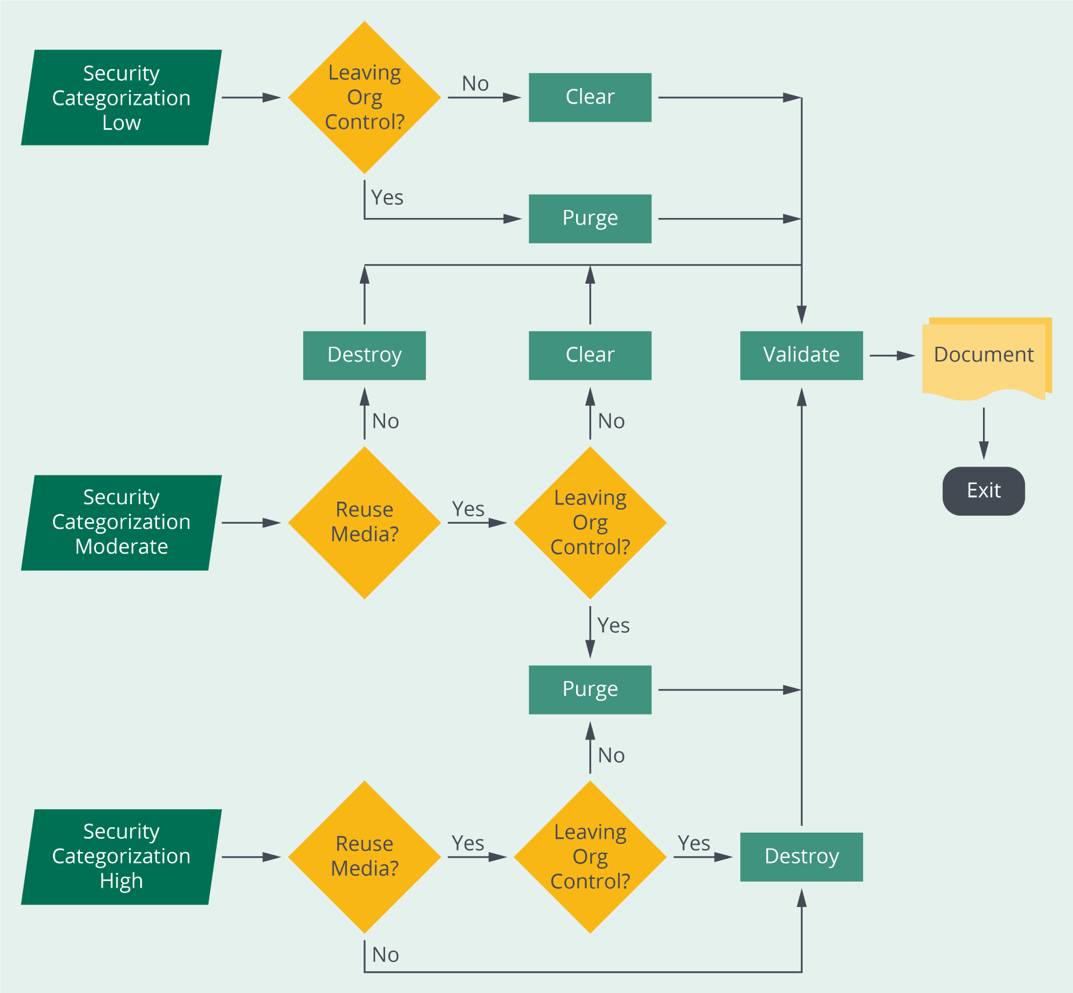 Security
Categorization
Low
Leaving
Org
Control?
No
Clear
Yes
Purge
Destroy
Clear
Validate
Document
No
No
Exit
Security
Categorization
Moderate
Reuse
Media?
Yes
Leaving
Org
Control?
Yes
Purge
No
Security
Categorization
High
Reuse
Media?
Yes
Leaving
Org
Control?
Yes
Destroy
No